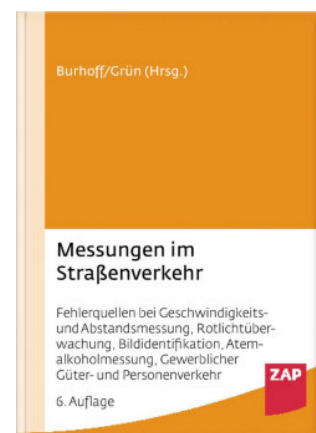 Burhoff/Grün (Hrsg.)
Messungen im
Straßenverkehr
Fehlerquellen bei Geschwindigkeits-
und Abstandsmessung, Rotlichtüber-
wachung, Bildidentifikation, Atem-
alkoholmessung, Gewerblicher
Güter- und Personenverkehr
ZAP
6. Auflage